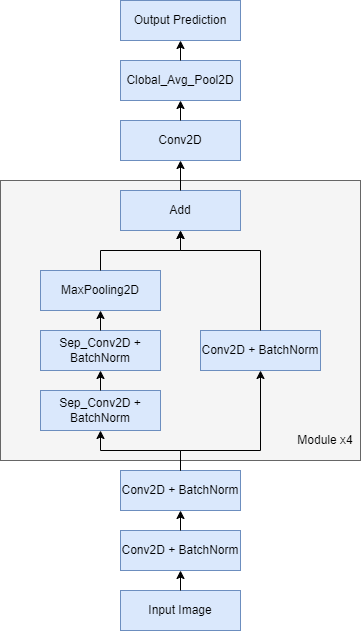 Output Prediction
Global_Avg_Pool2D
Conv2D
Add
MaxPooling2D
Sep_Conv2D +
BatchNorm
Conv2D + BatchNorm
Sep_Conv2D +
BatchNorm
Module x4
Conv2D + BatchNorm
Conv2D + BatchNorm
Input Image